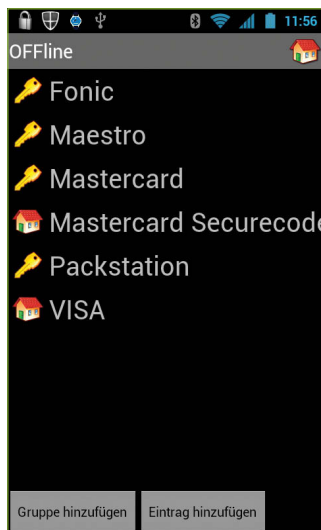 11:56
OFFline
Fonic
Maestro
Mastercard
Mastercard Securecode
Packstation
VISA
Gruppe hinzufügen Eintrag hinzufügen